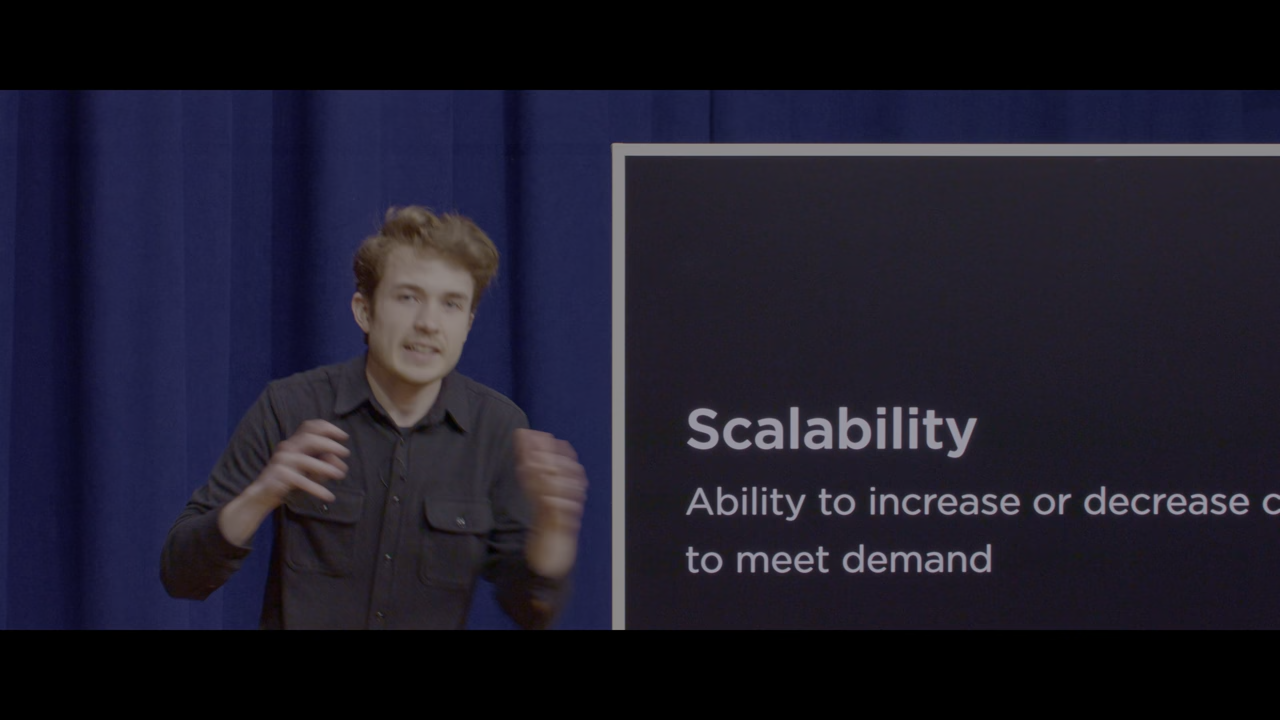 Scalability
Ability to increase or decrease
to meet demand